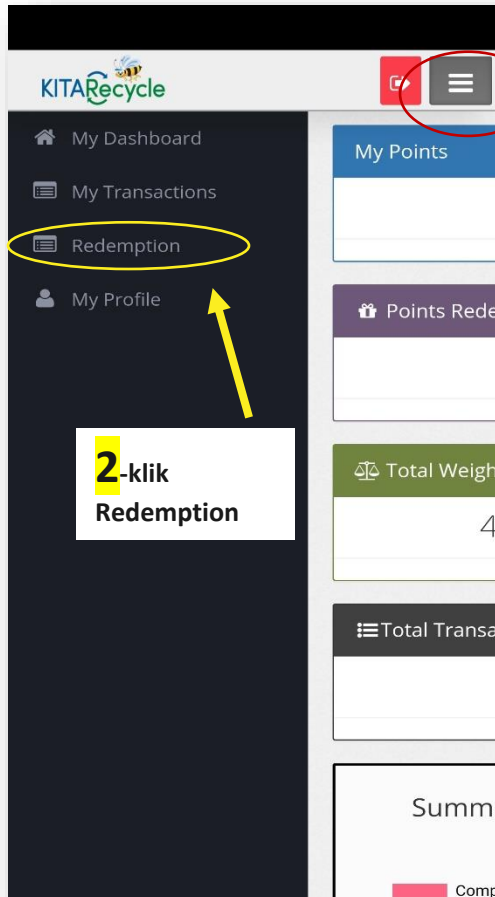 KITARecycle
My Dashboard
My Transactions
Redemption
My Profile
2-klik
Redemption
My Points
Points Rede
Total Weigh
4
Total Transa
Summ
Comp